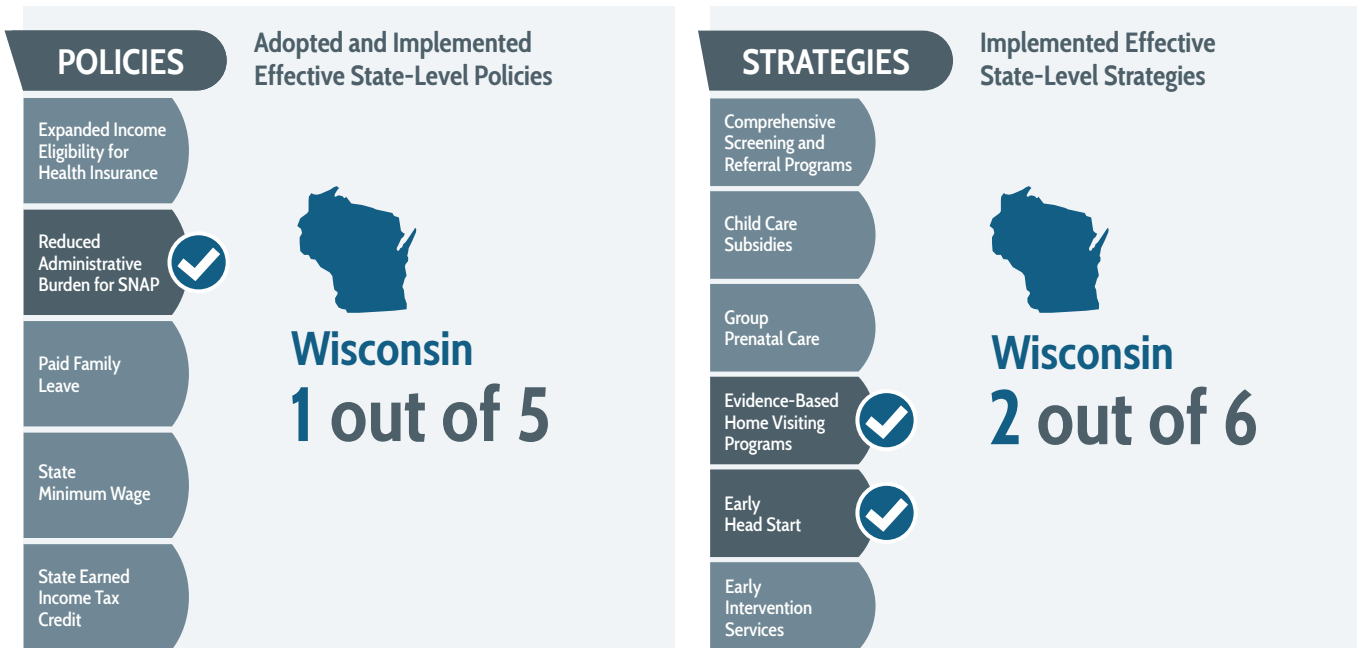 POLICIES
Adopted and Implemented
Effective State-Level Policies
Expanded Income
Eligibility for
Health Insurance
Reduced
Administrative
Burden for SNAP
Paid Family
Leave
State
Minimum Wage
State Earned
Income Tax
Credit
Wisconsin
1 out of 5
STRATEGIES
Implemented Effective
State-Level Strategies
Comprehensive
Screening and
Referral Programs
Child Care
Subsidies
Group
Prenatal Care
Evidence-Based
Home Visiting
Programs
Early
Head Start
Early
Intervention
Services
Wisconsin
2 out of 6